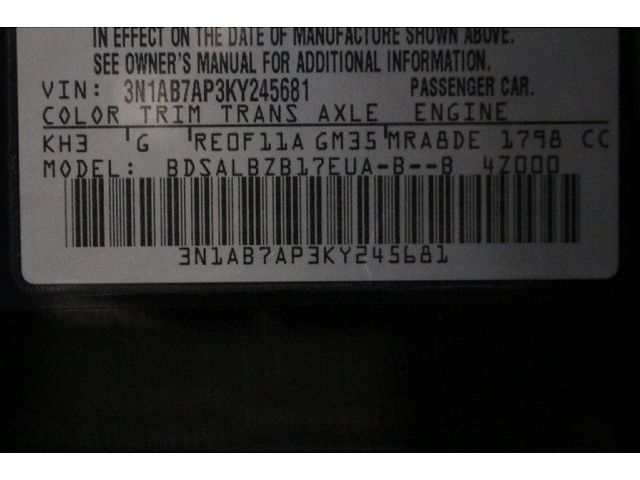 IN EFFECT ON THE DATE OF MANUFACTURE SHOWN ABOVE.
SEE OWNER'S MANUAL FOR ADDITIONAL INFORMATION.
VIN: 3N1AB7AP3KY245681 PASSENGER CAR.
COLOR TRIM TRANS AXLE ENGINE
KH3 G RE0F11A GM35 MRA8DE 1798 CC
MODEL: BDSALBZB17EUA-B--B 4Z000
3N1AB7AP3KY245681